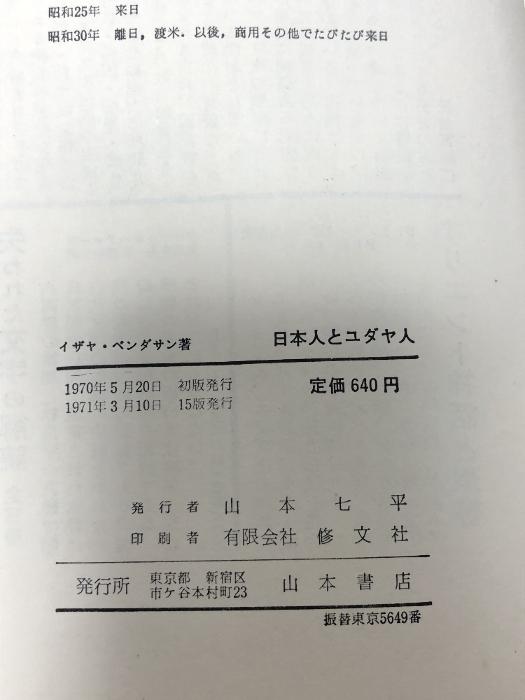 昭和25年 来日
昭和30年 離日，渡米．以後，商用その他でたびたび来日
イザヤ・ベンダサン著 日本人とユダヤ人
1970年5月20日 初版発行 定価640円
1971年3月10日 15版発行
発行者 山本七平
印刷者 有限会社 修文社
発行所 東京都 新宿区 山本書店
市ケ谷本村町23
振替東京5649番